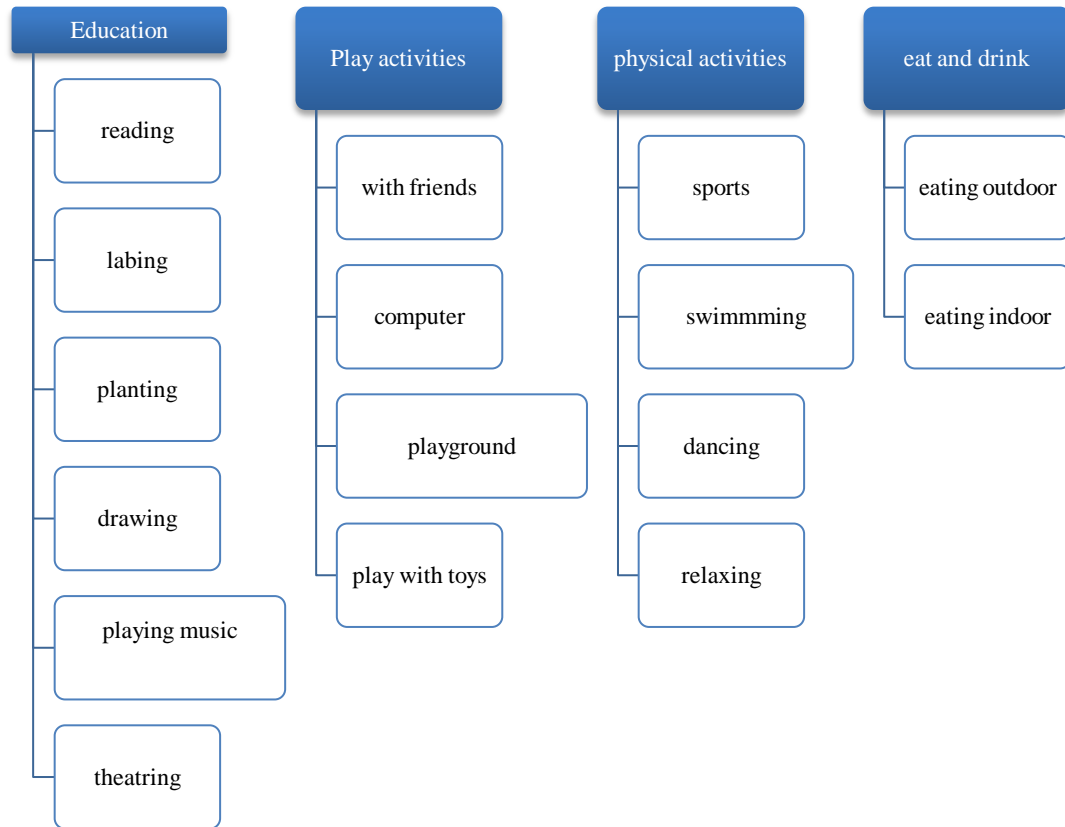 Education
reading
labing
planting
drawing
playing music
theatring
Play activities
with friends
computer
playground
play with toys
physical activities
sports
swimmming
dancing
relaxing
eat and drink
eating outdoor
eating indoor